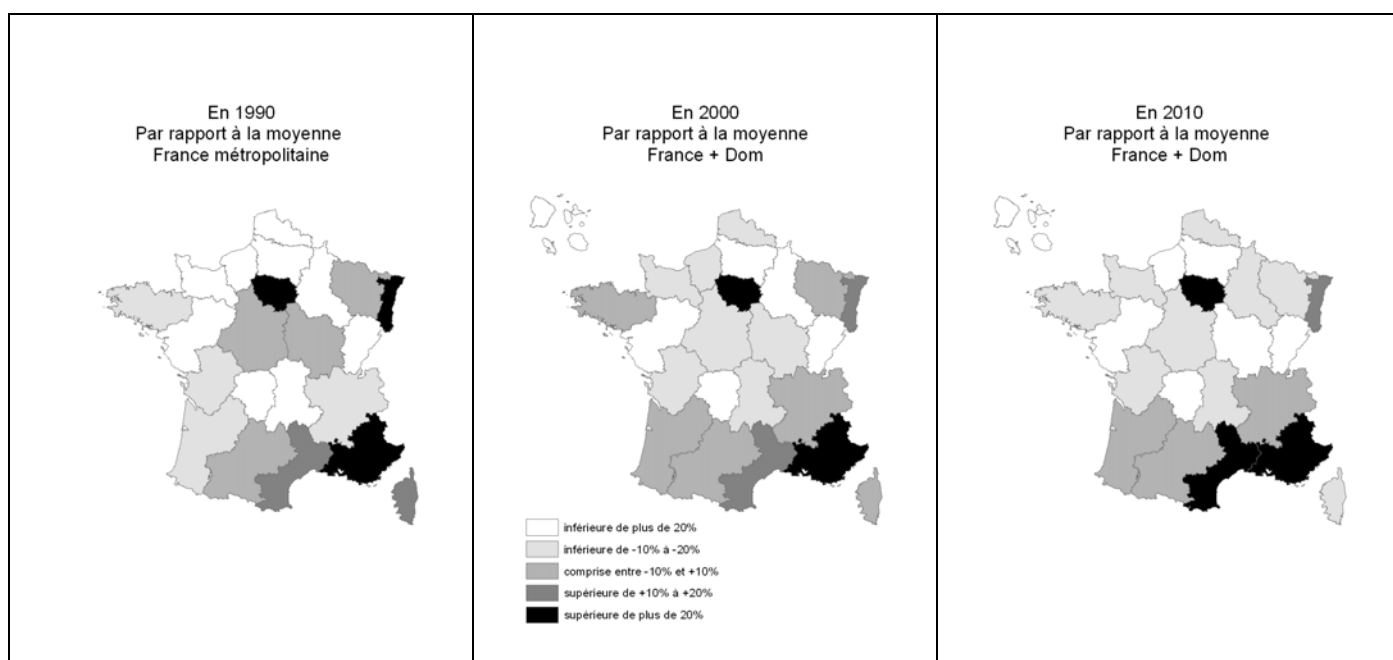 En 1990
Par rapport à la moyenne
France métropolitaine
En 2000
Par rapport à la moyenne
France + Dom
inférieure de plus de 20%
inférieure de -10% à -20%
comprise entre -10% et +10%
supérieure de +10% à +20%
supérieure de plus de 20%
En 2010
Par rapport à la moyenne
France + Dom